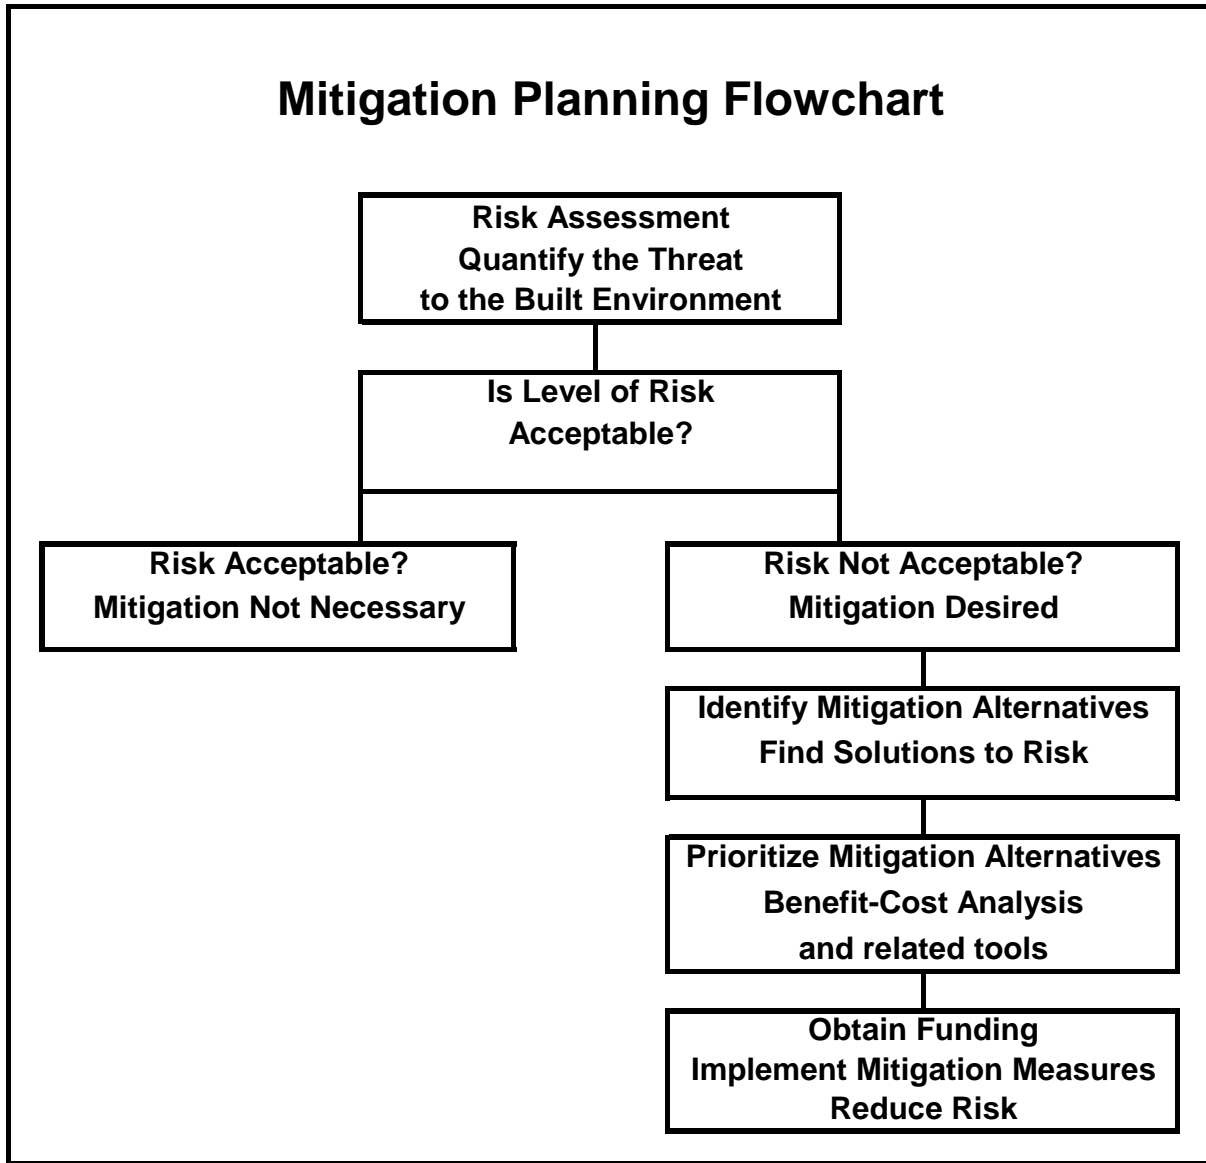 Mitigation Planning Flowchart
Risk Assessment
Quantify the Threat
to the Built Environment
Is Level of Risk
Acceptable?
Risk Acceptable?
Mitigation Not Necessary
Risk Not Acceptable?
Mitigation Desired
Identify Mitigation Alternatives
Find Solutions to Risk
Prioritize Mitigation Alternatives
Benefit-Cost Analysis
and related tools
Obtain Funding
Implement Mitigation Measures
Reduce Risk